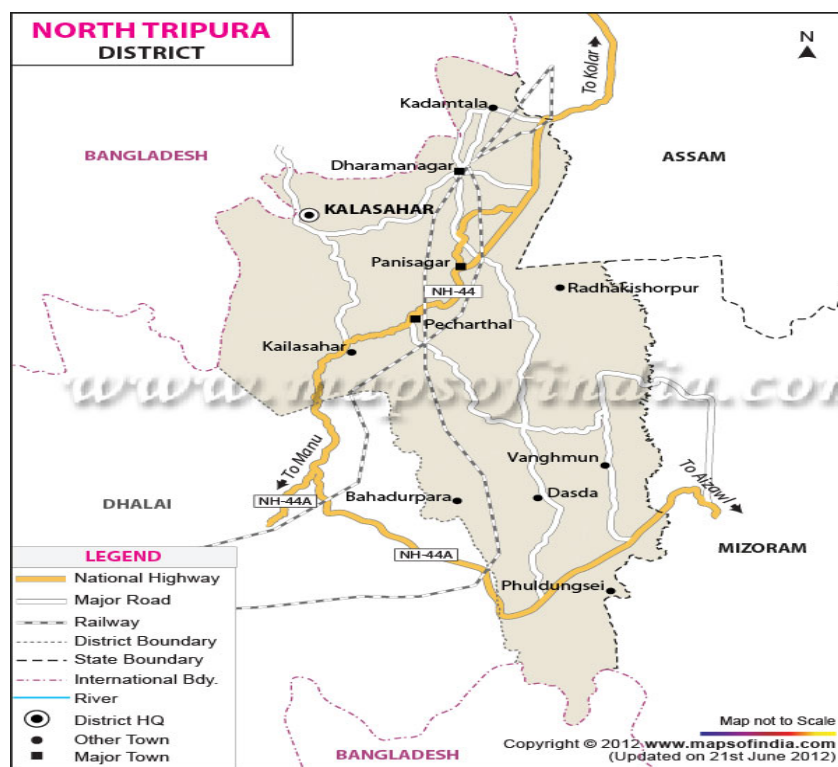 NORTH TRIPURA
DISTRICT
N
To Kolar
Kadamtala
BANGLADESH
ASSAM
Dharamanagar
KALASAHAR
Panisagar
Radhakishorpur
NH-44
Pecharthal
Kailasahar
www.mapsofindia.com
To Manu
Vanghmun
To Aizawl
DHALAI
NH-44A
Bahadurpara
Dasda
NH-44A
MIZORAM
Phuldungsei
LEGEND
National Highway
Major Road
Railway
District Boundary
State Boundary
International Bdy.
River
District HQ
Other Town
Major Town
BANGLADESH
Map not to Scale
Copyright © 2012 www.mapsofindia.com
(Updated on 21st June 2012)